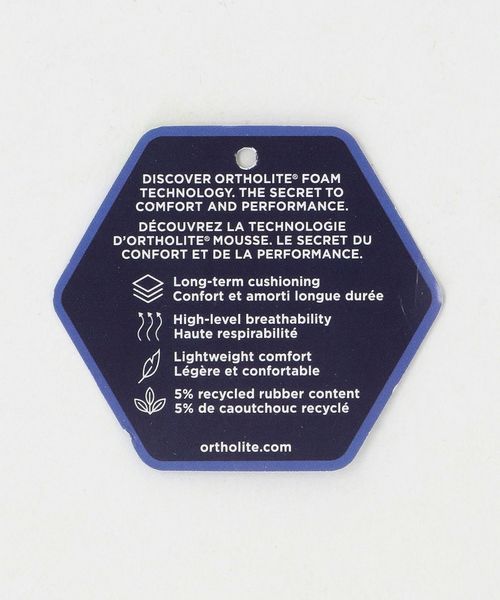 DISCOVER ORTHOLITE® FOAM
TECHNOLOGY. THE SECRET TO
COMFORT AND PERFORMANCE.
DÉCOUVREZ LA TECHNOLOGIE
D'ORTHOLITE® MOUSSE. LE SECRET DU
CONFORT ET DE LA PERFORMANCE.
Long-term cushioning
Confort et amorti longue durée
High-level breathability
Haute respirabilité
Lightweight comfort
Légère et confortable
5% recycled rubber content
5% de caoutchouc recyclé
ortholite.com